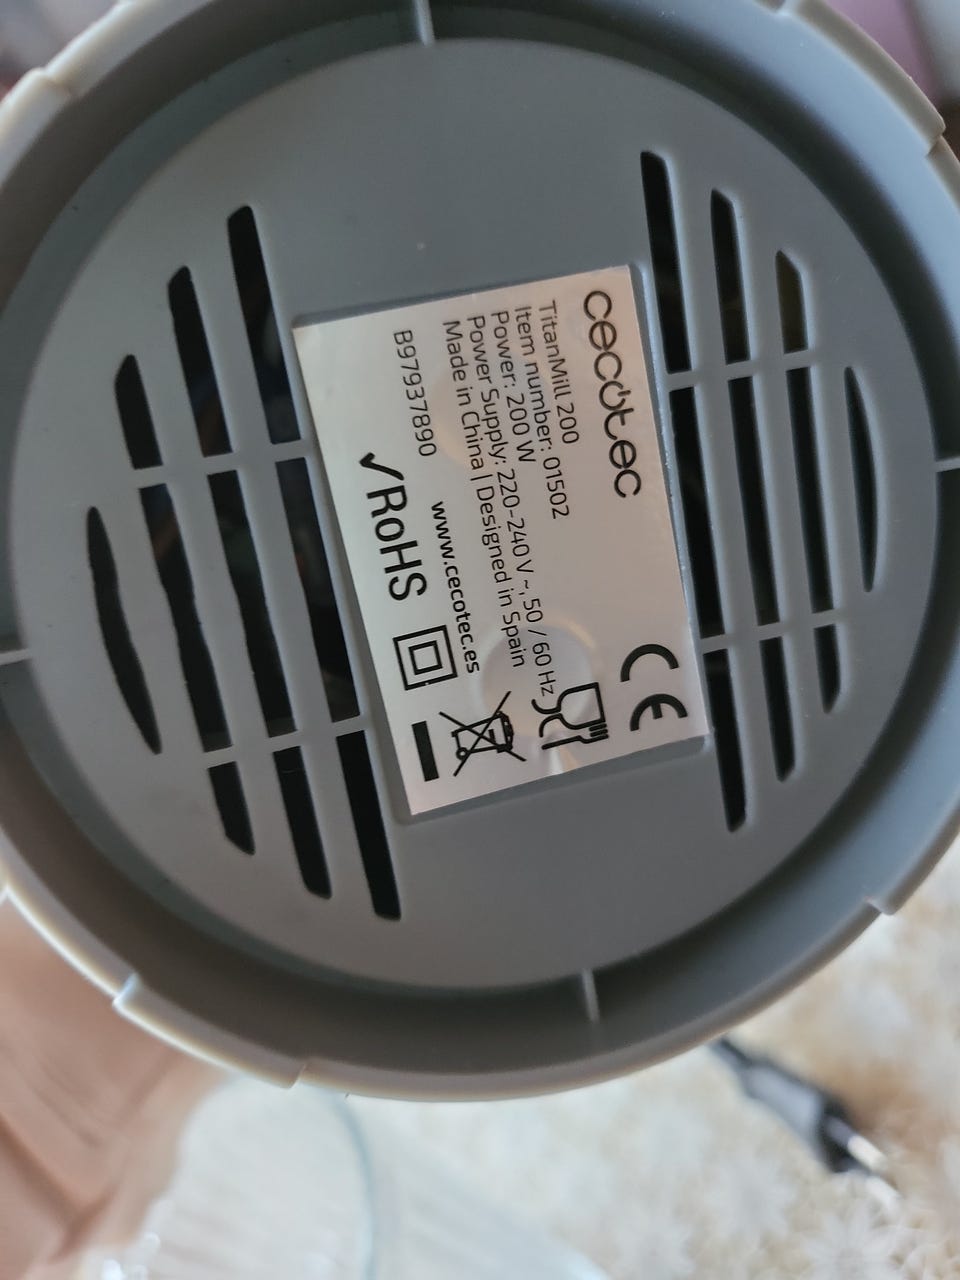 cecotec
TitanMill 200
Item number: 01502
Power: 200 W
Power Supply: 220-240 V ~, 50 / 60 Hz
Made in China | Designed in Spain
B97937890
www.cecotec.es
✓RoHS
CE